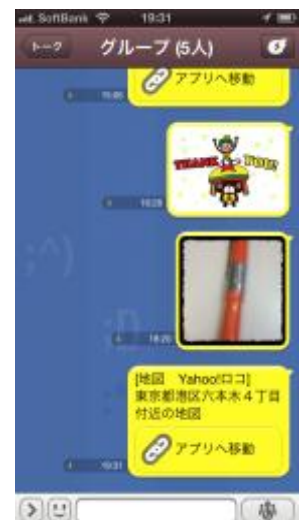 SoftBank 19:31
トーク グループ (5人)
アプリへ移動
THANK YOU!
[地図 Yahoo!ロコ]
東京都港区六本木4丁目
付近の地図
アプリへ移動
19:31